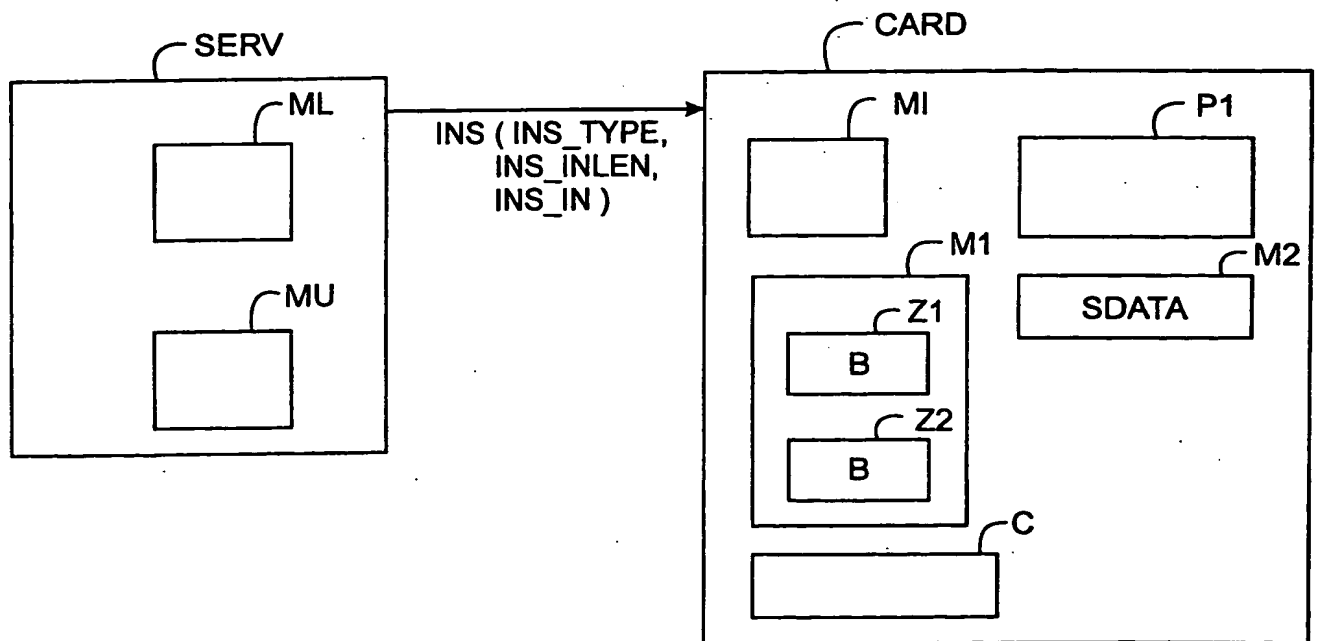 SERV
ML
MU
INS ( INS_TYPE,
INS_INLEN,
INS_IN )
CARD
MI
P1
M1
M2
SDATA
Z1
B
Z2
B
C